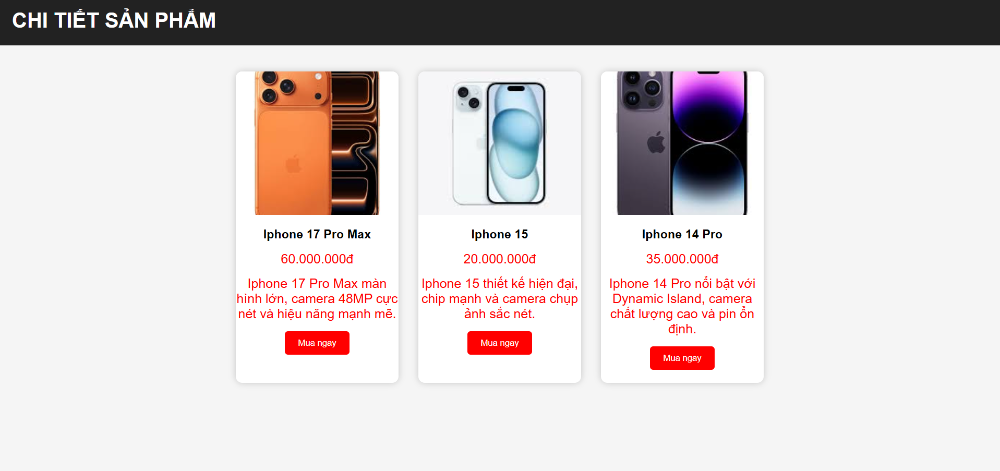 CHI TIẾT SẢN PHẨM
Iphone 17 Pro Max
60.000.000đ
Iphone 17 Pro Max màn
hình lớn, camera 48MP cực
nét và hiệu năng mạnh mẽ.
Mua ngay
Iphone 15
20.000.000đ
Iphone 15 thiết kế hiện đại,
chip mạnh và camera chụp
ảnh sắc nét.
Mua ngay
Iphone 14 Pro
35.000.000đ
Iphone 14 Pro nổi bật với
Dynamic Island, camera
chất lượng cao và pin ổn
định.
Mua ngay